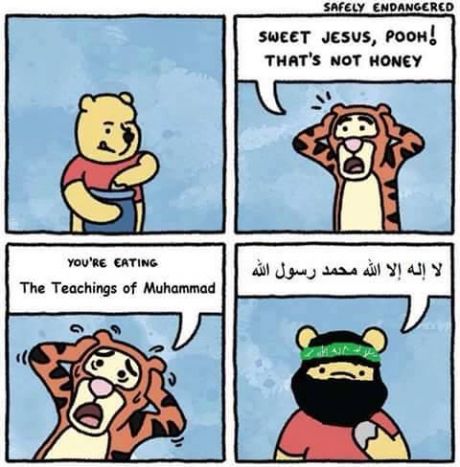 SAFELY ENDANGERED
SWEET JESUS, POOH!
THAT'S NOT HONEY
YOU'RE EATING
The Teachings of Muhammad
لا إله إلا الله محمد رسول الله